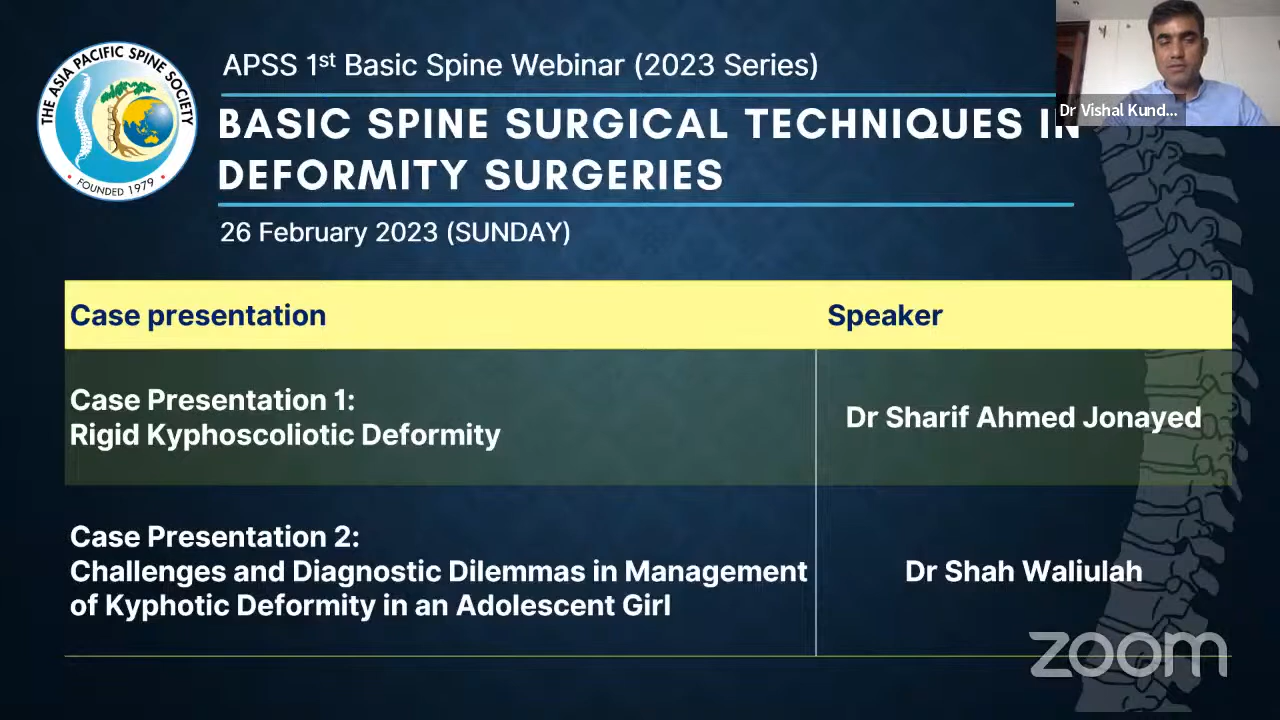 THE ASIA PACIFIC SPINE SOCIETY
FOUNDED 1979
APSS 1st Basic Spine Webinar (2023 Series)
BASIC SPINE SURGICAL TECHNIQUES IN
DEFORMITY SURGERIES
26 February 2023 (SUNDAY)
Dr Vishal Kund...
Case presentation
Speaker
Case Presentation 1:
Rigid Kyphoscoliotic Deformity
Dr Sharif Ahmed Jonayed
Case Presentation 2:
Challenges and Diagnostic Dilemmas in Management
of Kyphotic Deformity in an Adolescent Girl
Dr Shah Waliulah
zoom